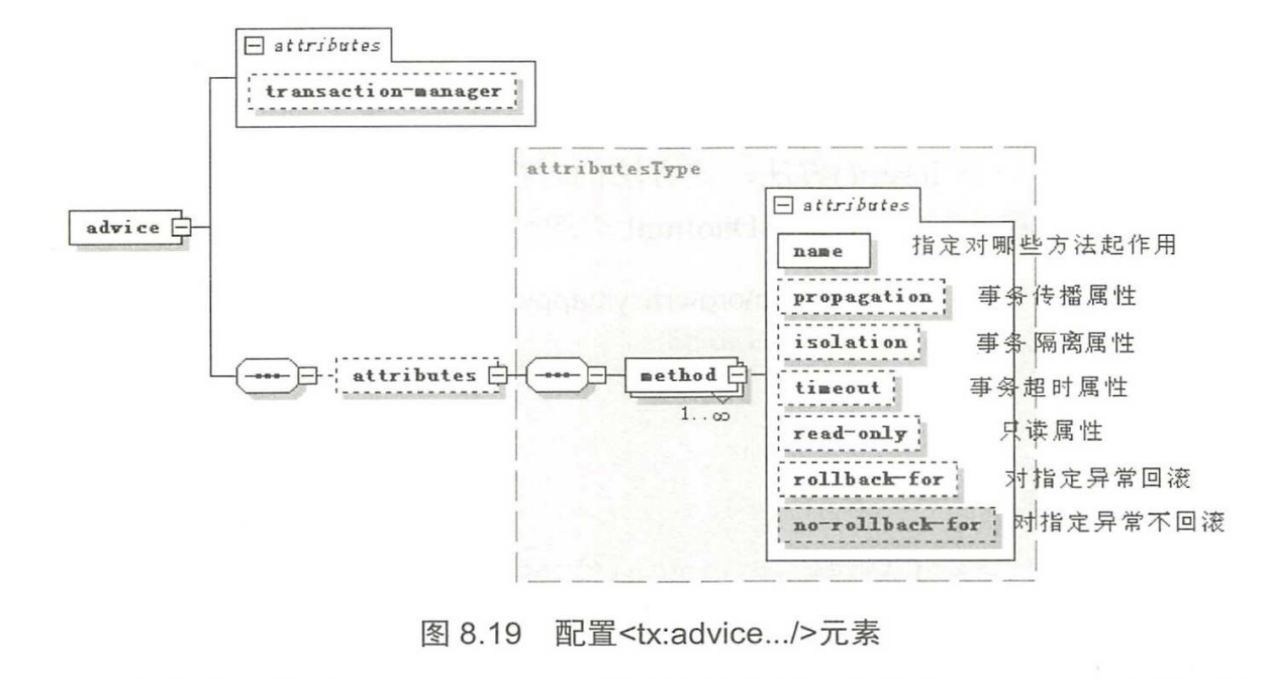 attributes
transaction-manager
attributesType
advice
attributes
name 指定对哪些方法起作用
propagation 事务传播属性
isolation 事务隔离属性
attributes
method
timeout 事务超时属性
1..∞
read-only 只读属性
rollback-for 对指定异常回滚
no-rollback-for 对指定异常不回滚
图 8.19 配置<tx:advice.../>元素